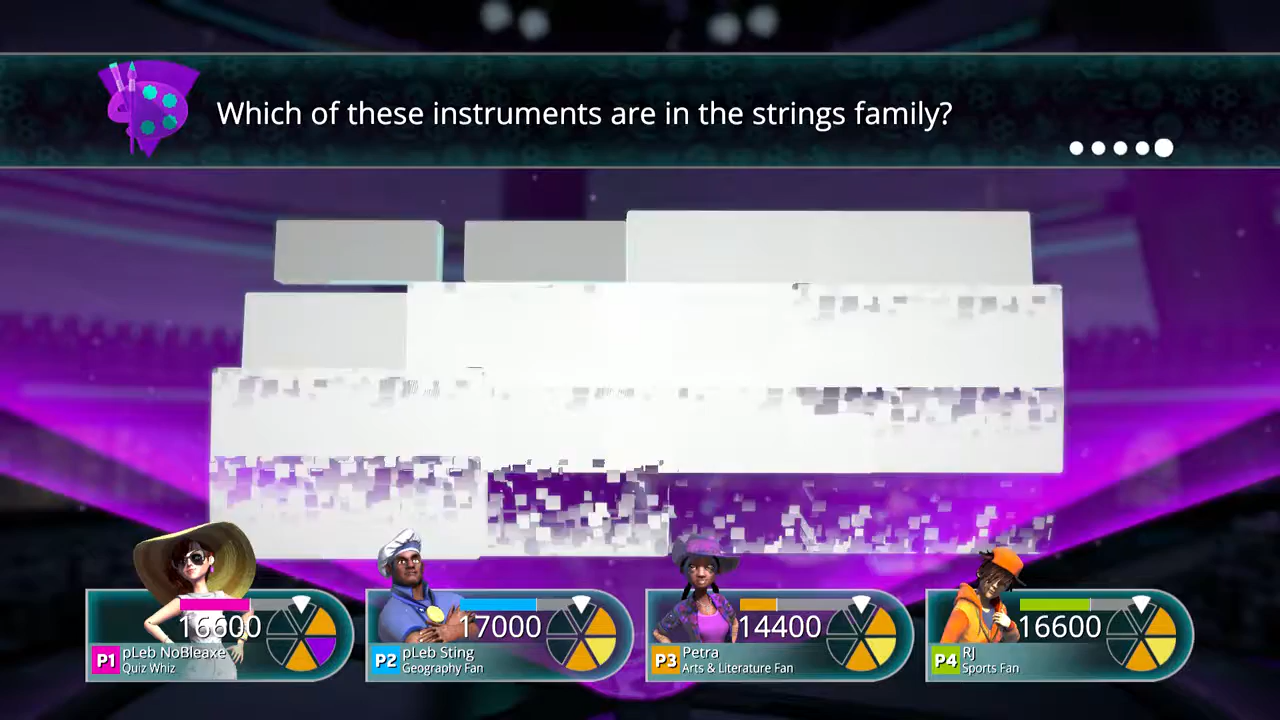 Which of these instruments are in the strings family?
16600
P1 pLeb NoBleaxe
Quiz Whiz
17000
P2 pLeb Sting
Geography Fan
14400
P3 Petra
Arts & Literature Fan
16600
P4 RJ
Sports Fan